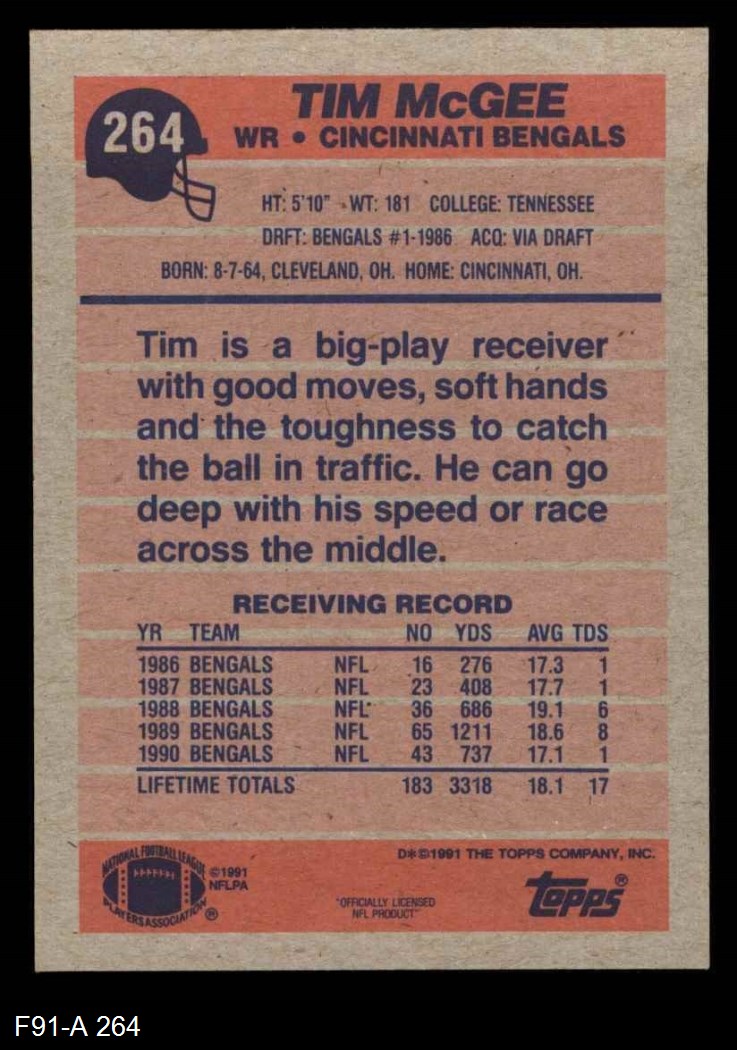 264
TIM McGEE
WR • CINCINNATI BENGALS
HT: 5'10" WT: 181 COLLEGE: TENNESSEE
DRFT: BENGALS #1-1986 ACQ: VIA DRAFT
BORN: 8-7-64, CLEVELAND, OH. HOME: CINCINNATI, OH.
Tim is a big-play receiver
with good moves, soft hands
and the toughness to catch
the ball in traffic. He can go
deep with his speed or race
across the middle.
RECEIVING RECORD
YR TEAM NO YDS AVG TDS
1986 BENGALS NFL 16 276 17.3 1
1987 BENGALS NFL 23 408 17.7 1
1988 BENGALS NFL 36 686 19.1 6
1989 BENGALS NFL 65 1211 18.6 8
1990 BENGALS NFL 43 737 17.1 1
LIFETIME TOTALS 183 3318 18.1 17
NATIONAL FOOTBALL LEAGUE
PLAYERS ASSOCIATION ®
©1991
NFLPA
"OFFICIALLY LICENSED
NFL PRODUCT"
D*©1991 THE TOPPS COMPANY, INC.
topps®
F91-A 264